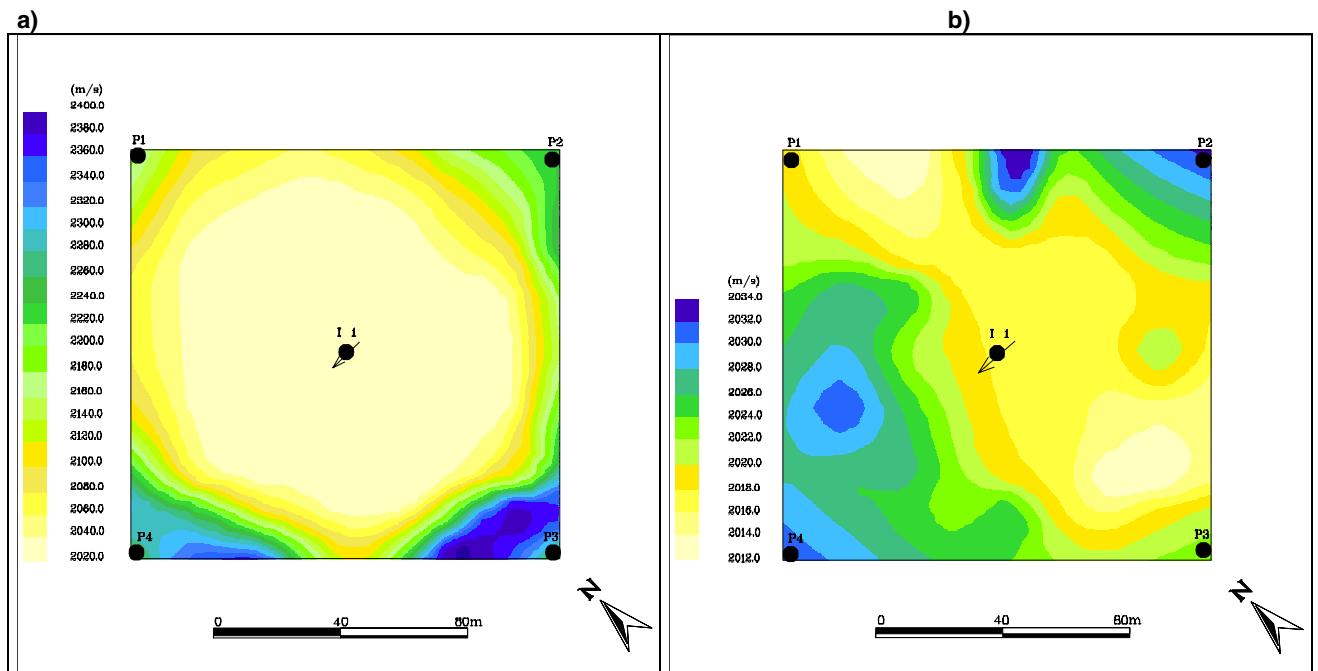 a)
(m/s)
2400.0
2380.0
2360.0
2340.0
2320.0
2300.0
2280.0
2260.0
2240.0
2220.0
2200.0
2180.0
2160.0
2140.0
2120.0
2100.0
2080.0
2060.0
2040.0
2020.0
P1
P2
I 1
P4
P3
N
0 40 80m
b)
(m/s)
2034.0
2032.0
2030.0
2028.0
2026.0
2024.0
2022.0
2020.0
2018.0
2016.0
2014.0
2012.0
P1
P2
I 1
P4
P3
N
0 40 80m